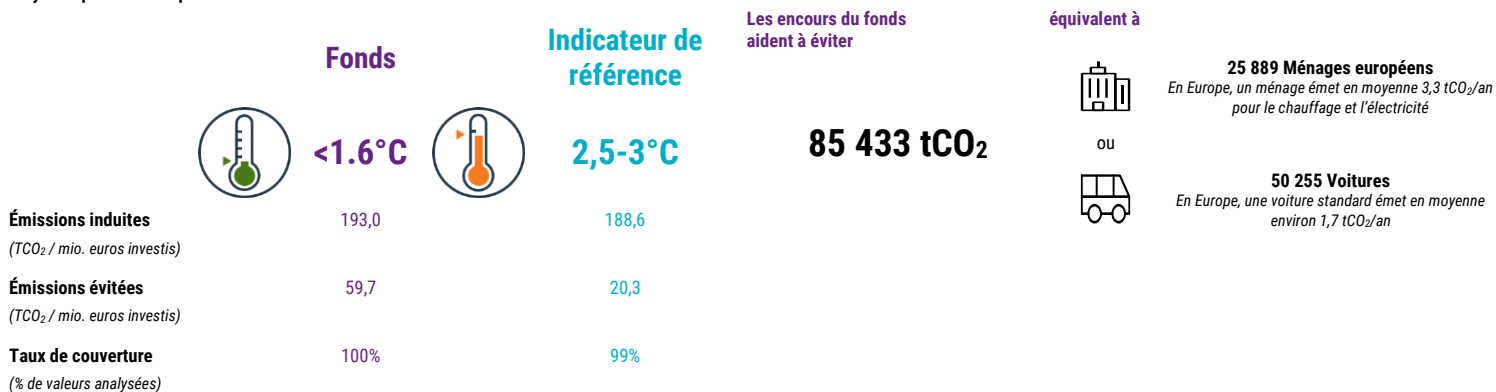 Fonds
Indicateur de
référence
<1.6°C
2,5-3°C
Émissions induites
193,0
188,6
(TCO₂ / mio. euros investis)
Émissions évitées
59,7
20,3
(TCO₂ / mio. euros investis)
Taux de couverture
100%
99%
(% de valeurs analysées)
Les encours du fonds
aident à éviter
85 433 tCO₂
équivalent à
25 889 Ménages européens
En Europe, un ménage émet en moyenne 3,3 tCO₂/an
pour le chauffage et l’électricité
ou
50 255 Voitures
En Europe, une voiture standard émet en moyenne
environ 1,7 tCO₂/an